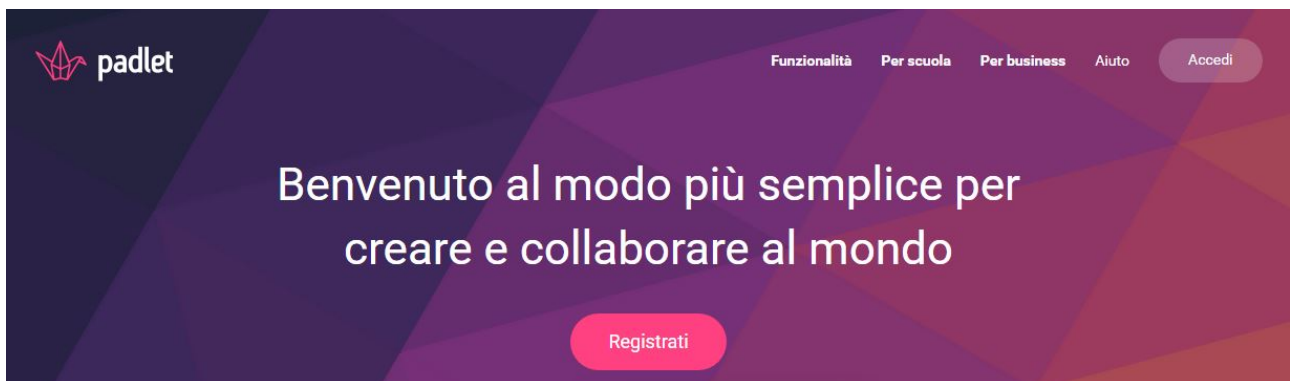 padlet
Funzionalità Per scuola Per business Aiuto Accedi
Benvenuto al modo più semplice per
creare e collaborare al mondo
Registrati